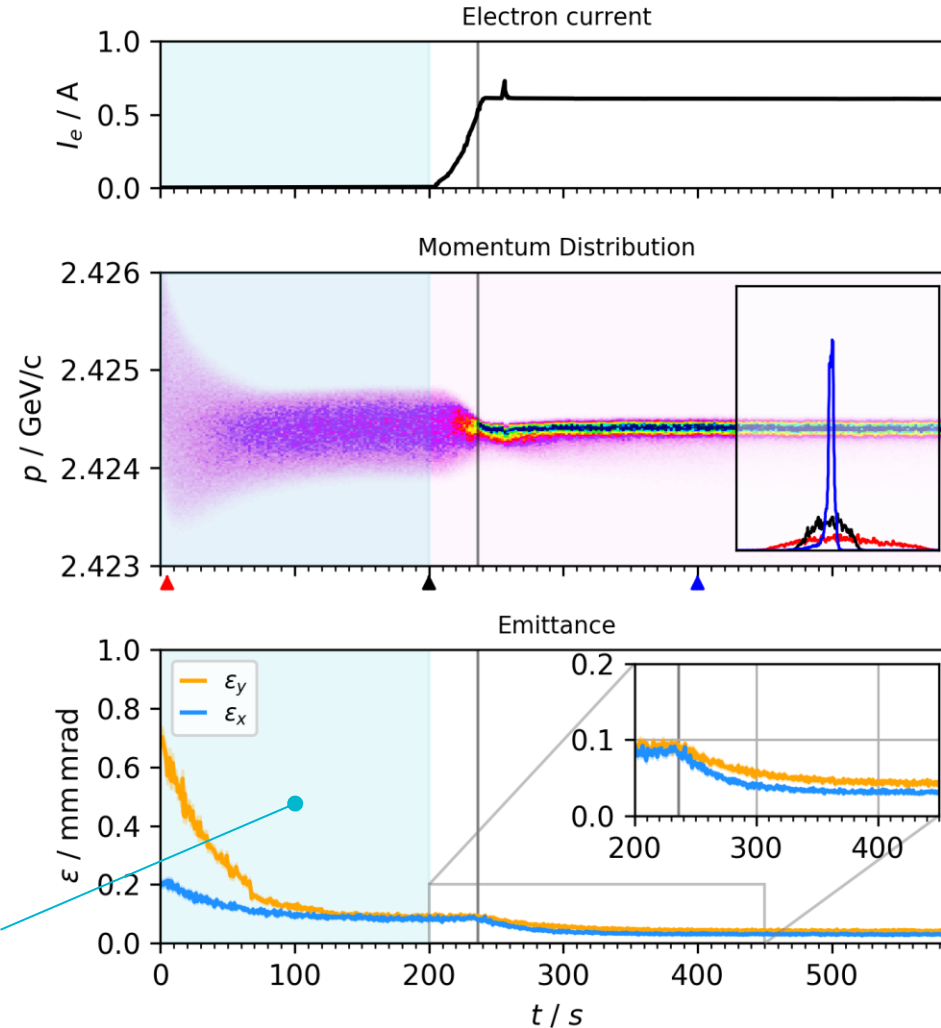 Electron current
1.0
0.5
0.0
I_e / A
Momentum Distribution
2.426
2.425
2.424
2.423
p / GeV/c
Emittance
1.0
0.8
0.6
0.4
0.2
0.0
ε / mm mrad
ε_y
ε_x
0.2
0.1
0.0
200 300 400
0 100 200 300 400 500
t / s